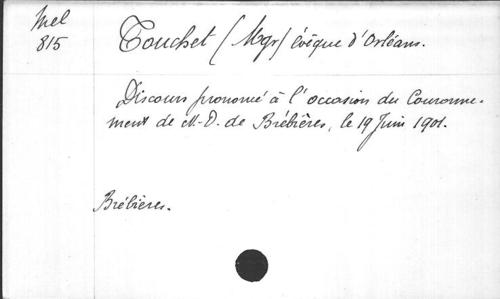 Mel
815
Touchet (Mgr) évêque d'Orléans.
Discours prononcé à l'occasion du Couronne-
ment de N.-D. de Brébières, le 19 Juin 1901.
Brébières.